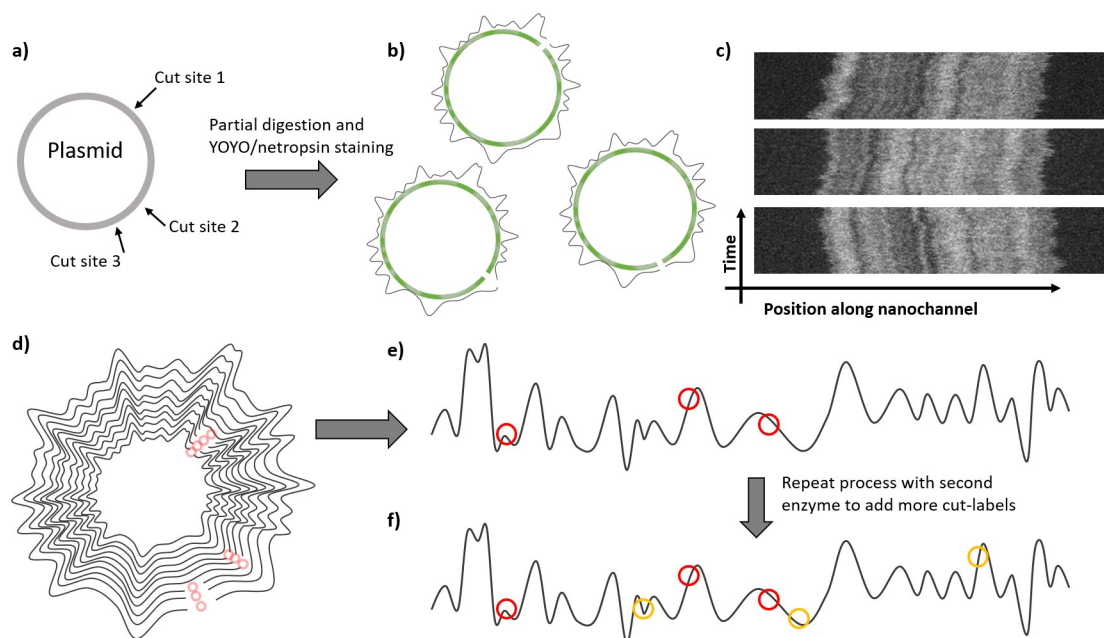 a)
Cut site 1
Plasmid
Cut site 2
Cut site 3
Partial digestion and
YOYO/netropsin staining
b)
c)
Time
Position along nanochannel
d)
e)
Repeat process with second
enzyme to add more cut-labels
f)